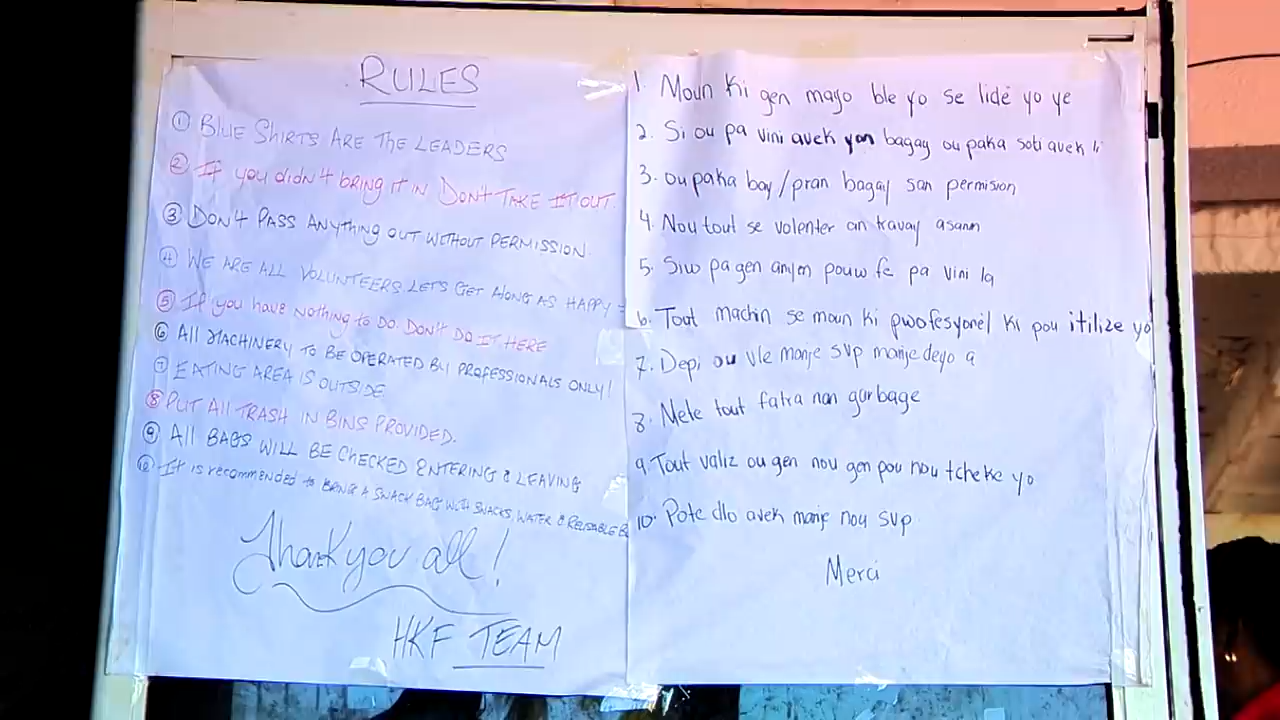 RULES
① BLUE SHIRTS ARE THE LEADERS
② If you didn't bring it in DON'T TAKE IT OUT.
③ DON'T PASS ANYTHING OUT WITHOUT PERMISSION.
④ WE ARE ALL VOLUNTEERS. LETS GET ALONG AS HAPPY
⑤ If you have nothing to do. DON'T DO IT HERE
⑥ All MACHINERY TO BE OPERATED BY PROFESSIONALS ONLY!
⑦ EATING AREA IS OUTSIDE.
⑧ PUT All TRASH IN BINS PROVIDED.
⑨ All BAGS WILL BE CHECKED ENTERING & LEAVING
⑩ It is recommended to BRING A SNACK BAG WITH SNACKS, WATER & REUSABLE
Thank you all!
HKF TEAM
1. Moun ki gen mayo ble yo se lidè yo ye
2. Si ou pa vini avek yon bagay ou paka soti avek li
3. ou paka bay/pran bagay san permision
4. Nou tout se volenter an travay asanm
5. Siw pa gen anyen pouw fe pa vini la
6. Tout machin se moun ki pwofesyonèl ki pou itilize yo
7. Depi ou vle manje svp manje deyo a
8. Mete tout fatra nan garbage
9. Tout valiz ou gen nou gen pou nou tcheke yo
10. Pote dlo avek manje nou svp
Merci